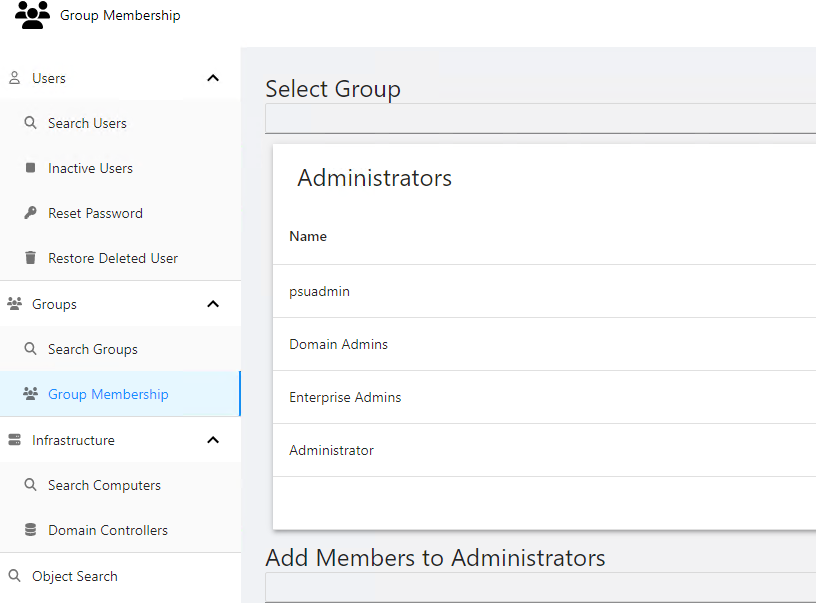 Group Membership
Users
Search Users
Inactive Users
Reset Password
Restore Deleted User
Groups
Search Groups
Group Membership
Infrastructure
Search Computers
Domain Controllers
Object Search
Select Group
Administrators
Name
psuadmin
Domain Admins
Enterprise Admins
Administrator
Add Members to Administrators